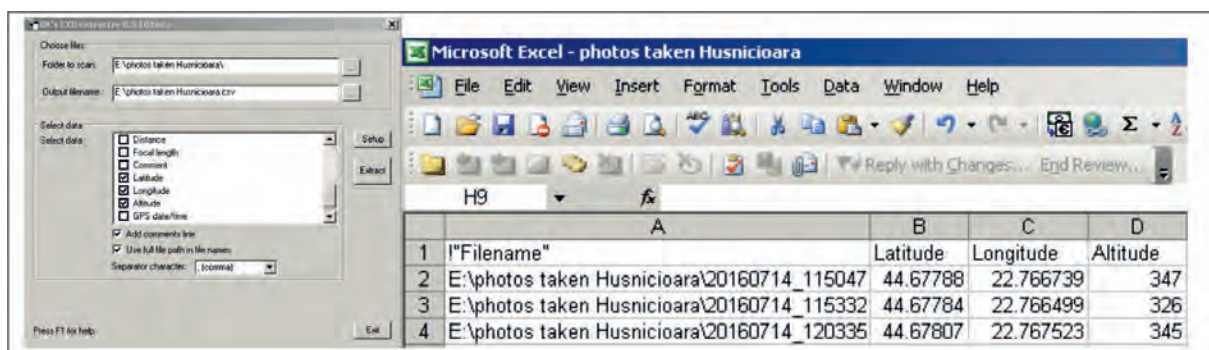 Choose files:
Folder to scan: E:\photos taken Husnicioara\ ...
Output filename: E:\photos taken Husnicioara.csv ...
Select data
Select data:
Distance
Focal length
Comment
Latitude
Longitude
Altitude
GPS date/time
Setup
Extract
Add comments line
Use full file path in file names
Separator character: , (comma)
Press F1 for help
Exit
Microsoft Excel - photos taken Husnicioara
File Edit View Insert Format Tools Data Window Help
Reply with Changes... End Review...
H9 fx
A B C D
1 !"Filename" Latitude Longitude Altitude
2 E:\photos taken Husnicioara\20160714_115047 44.67788 22.766739 347
3 E:\photos taken Husnicioara\20160714_115332 44.67784 22.766499 326
4 E:\photos taken Husnicioara\20160714_120335 44.67807 22.767523 345